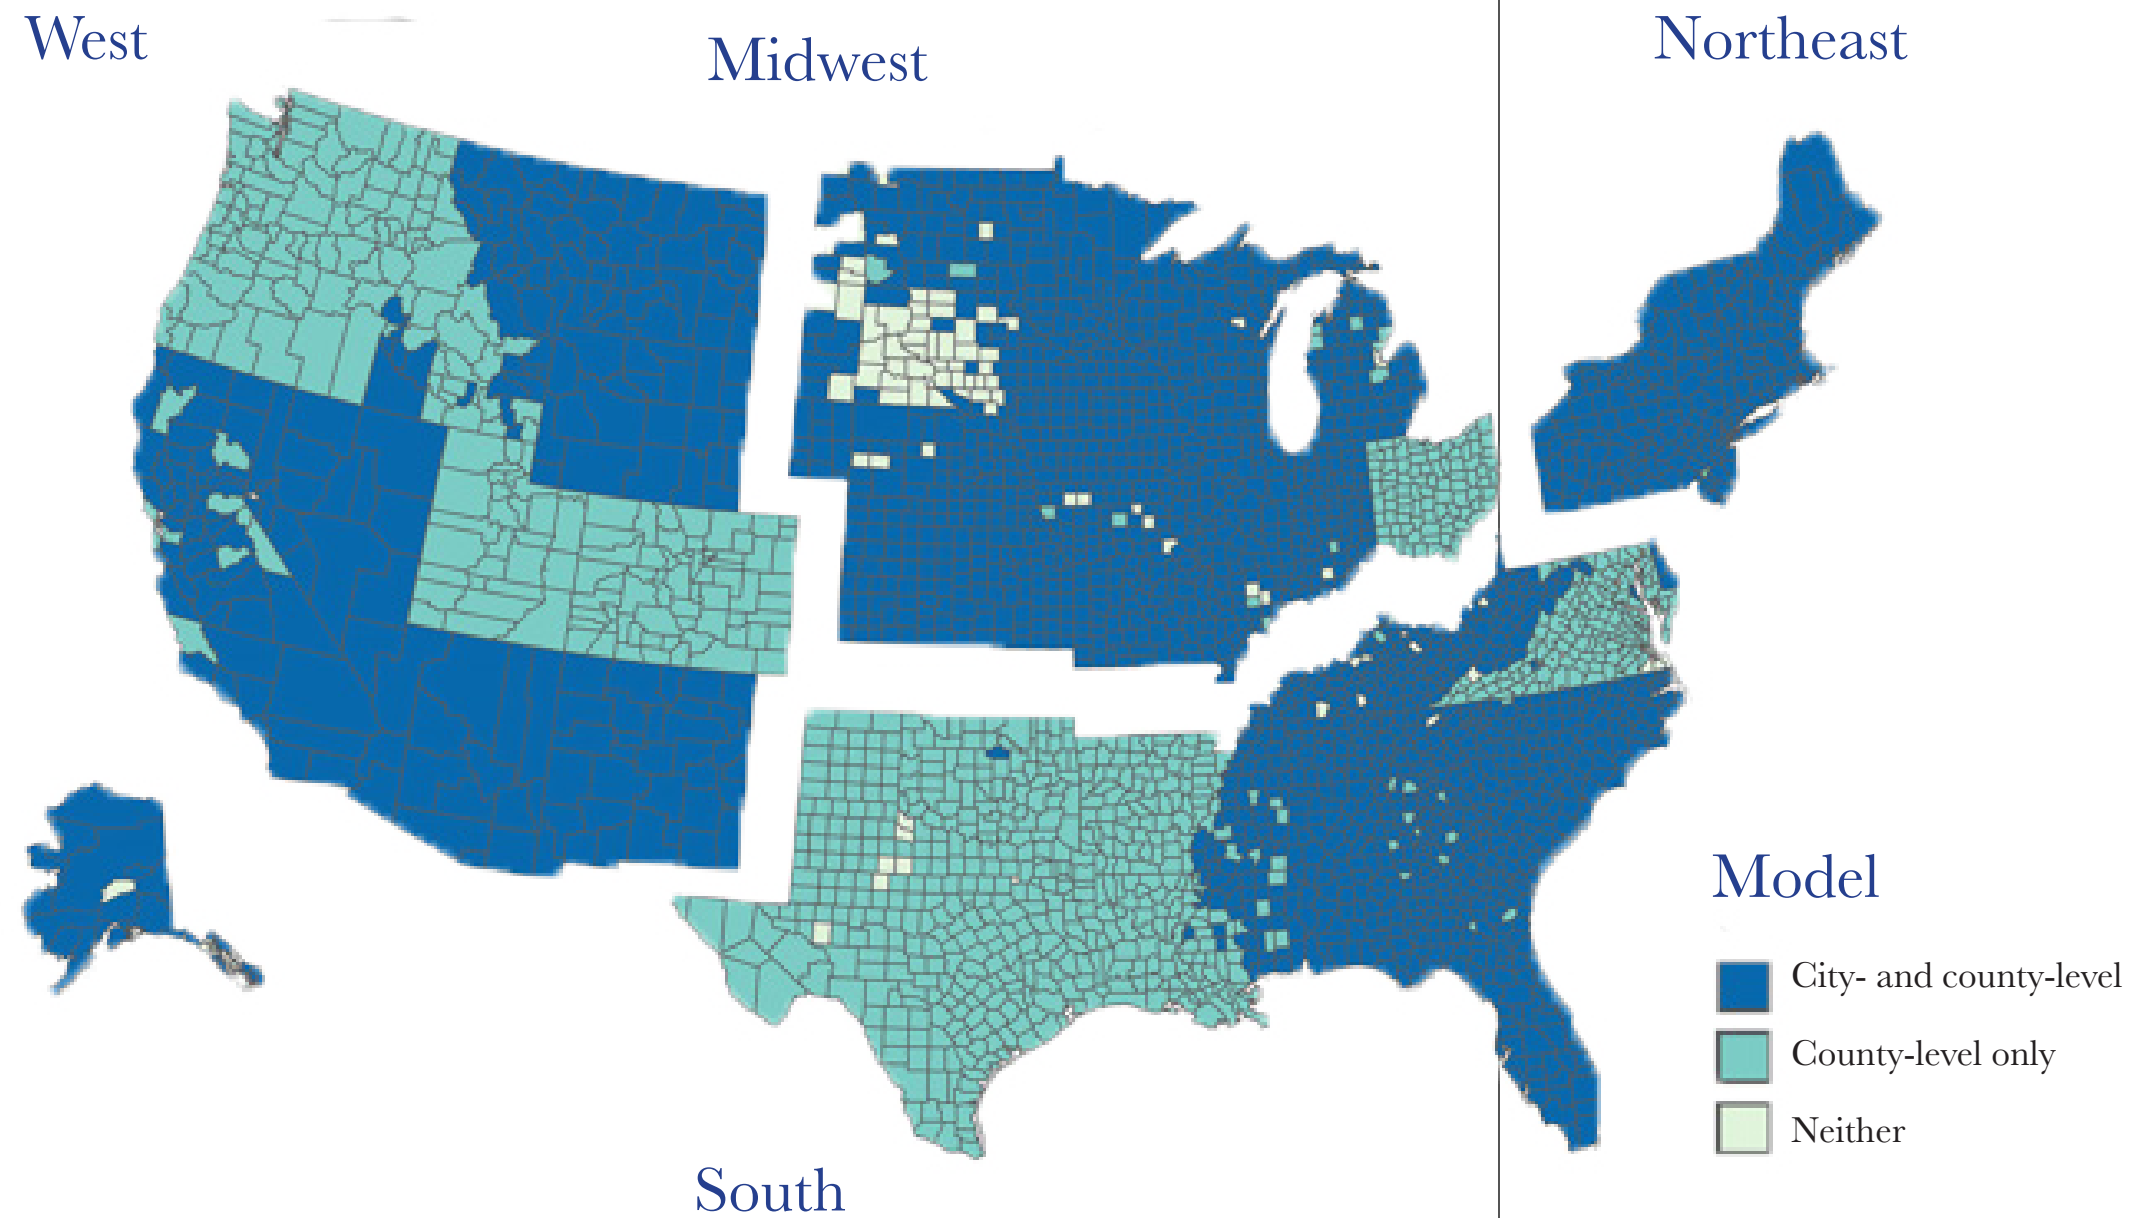 West
Midwest
Northeast
South
Model
City- and county-level
County-level only
Neither